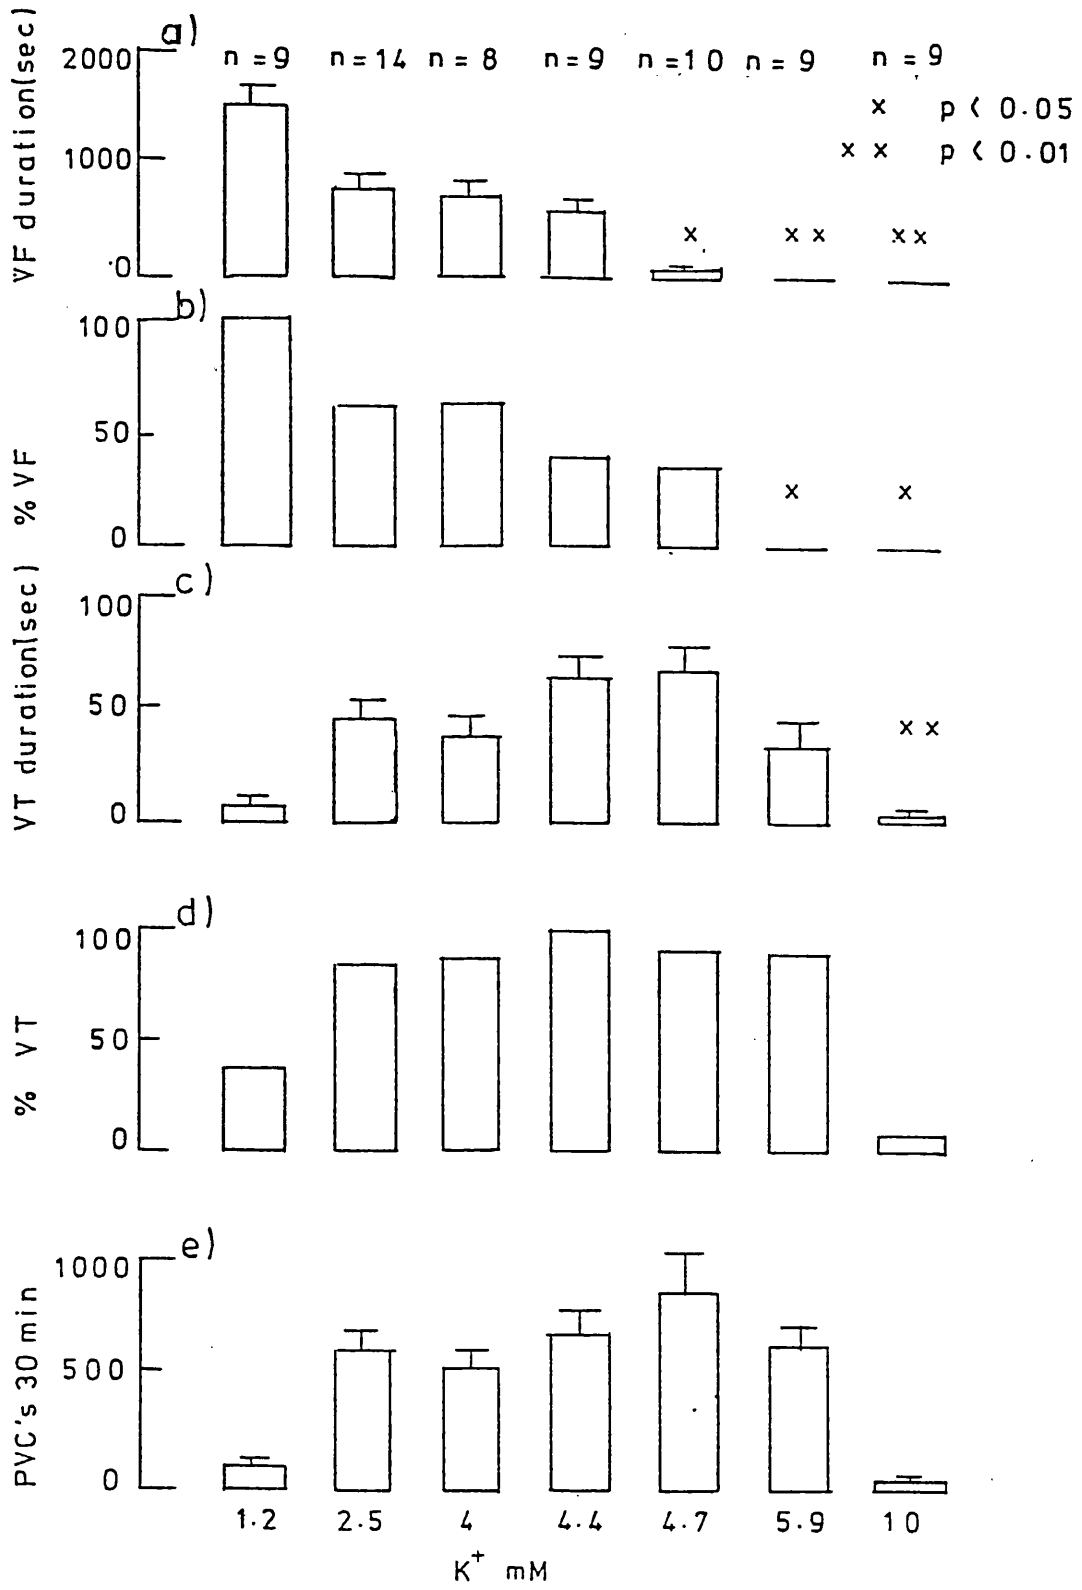 a)
n=9 n=14 n=8 n=9 n=10 n=9 n=9
x p < 0.05
x x p < 0.01
VF duration(sec)
2000
1000
0
x x x x x
b)
% VF
100
50
0
x x
c)
VT duration(sec)
100
50
0
x x
d)
% VT
100
50
0
e)
PVC's 30min
1000
500
0
1.2 2.5 4 4.4 4.7 5.9 10
K+ mM